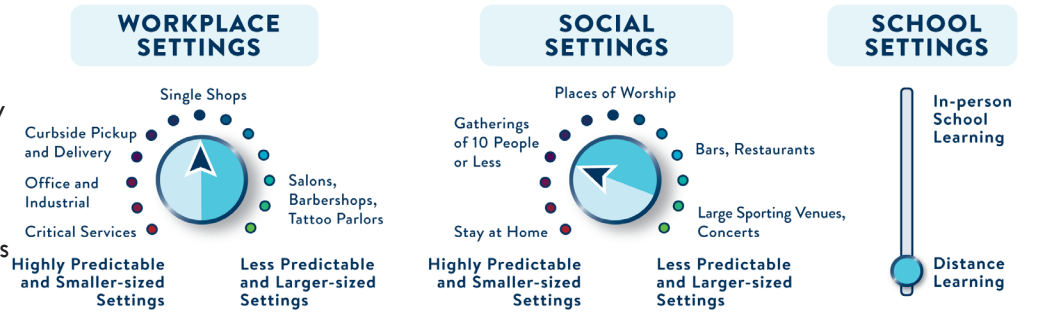 WORKPLACE
SETTINGS
Single Shops
Curbside Pickup
and Delivery
Office and
Industrial
Critical Services
Salons,
Barbershops,
Tattoo Parlors
Highly Predictable
and Smaller-sized
Settings
Less Predictable
and Larger-sized
Settings
SOCIAL
SETTINGS
Places of Worship
Gatherings
of 10 People
or Less
Stay at Home
Bars, Restaurants
Large Sporting Venues,
Concerts
Highly Predictable
and Smaller-sized
Settings
Less Predictable
and Larger-sized
Settings
SCHOOL
SETTINGS
In-person
School
Learning
Distance
Learning